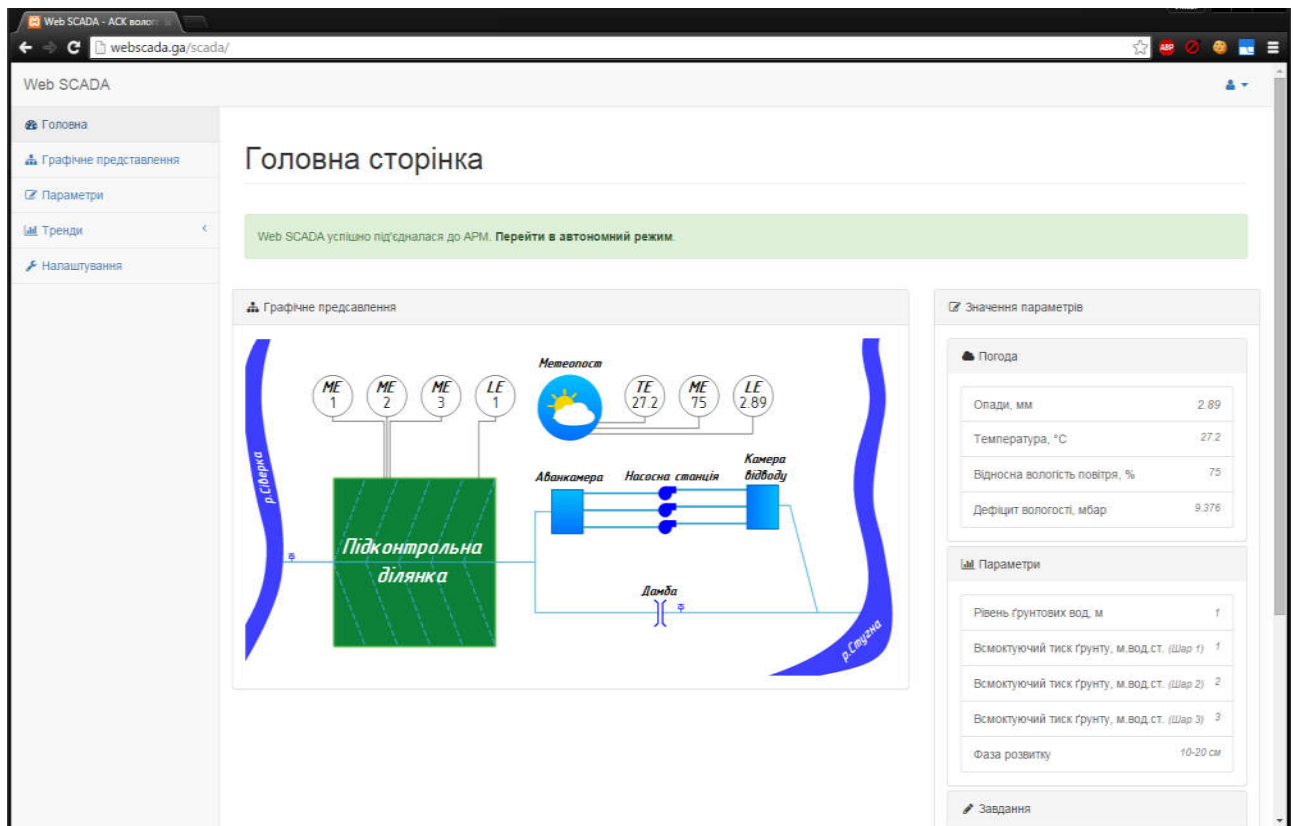 Web SCADA - АСК волог
webscada.ga/scada/
ABP
Web SCADA
Головна
Графічне представлення
Параметри
Тренди
Налаштування
Головна сторінка
Web SCADA успішно під'єдналася до АРМ. Перейти в автономний режим.
Графічне предсавлення
р.Сіверка
ME 1
ME 2
ME 3
LE 1
Метеопост
TE 27.2
ME 75
LE 2.89
Підконтрольна ділянка
Аванкамера
Насосна станція
Камера відводу
Дамба
р.Стугна
Значення параметрів
Погода
Опади, мм 2.89
Температура, °C 27.2
Відносна вологість повітря, % 75
Дефіцит вологості, мбар 9.376
Параметри
Рівень ґрунтових вод, м 1
Всмоктуючий тиск ґрунту, м.вод.ст. (Шар 1) 1
Всмоктуючий тиск ґрунту, м.вод.ст. (Шар 2) 2
Всмоктуючий тиск ґрунту, м.вод.ст. (Шар 3) 3
Фаза розвитку 10-20 см
Завдання